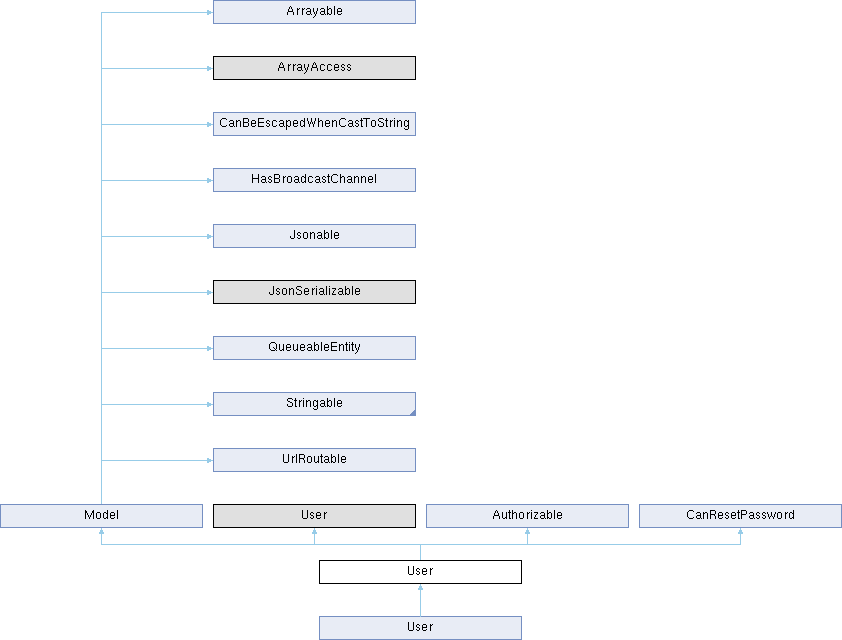 Arrayable
ArrayAccess
CanBeEscapedWhenCastToString
HasBroadcastChannel
Jsonable
JsonSerializable
QueueableEntity
Stringable
UrlRoutable
Model
User
Authorizable
CanResetPassword
User
User